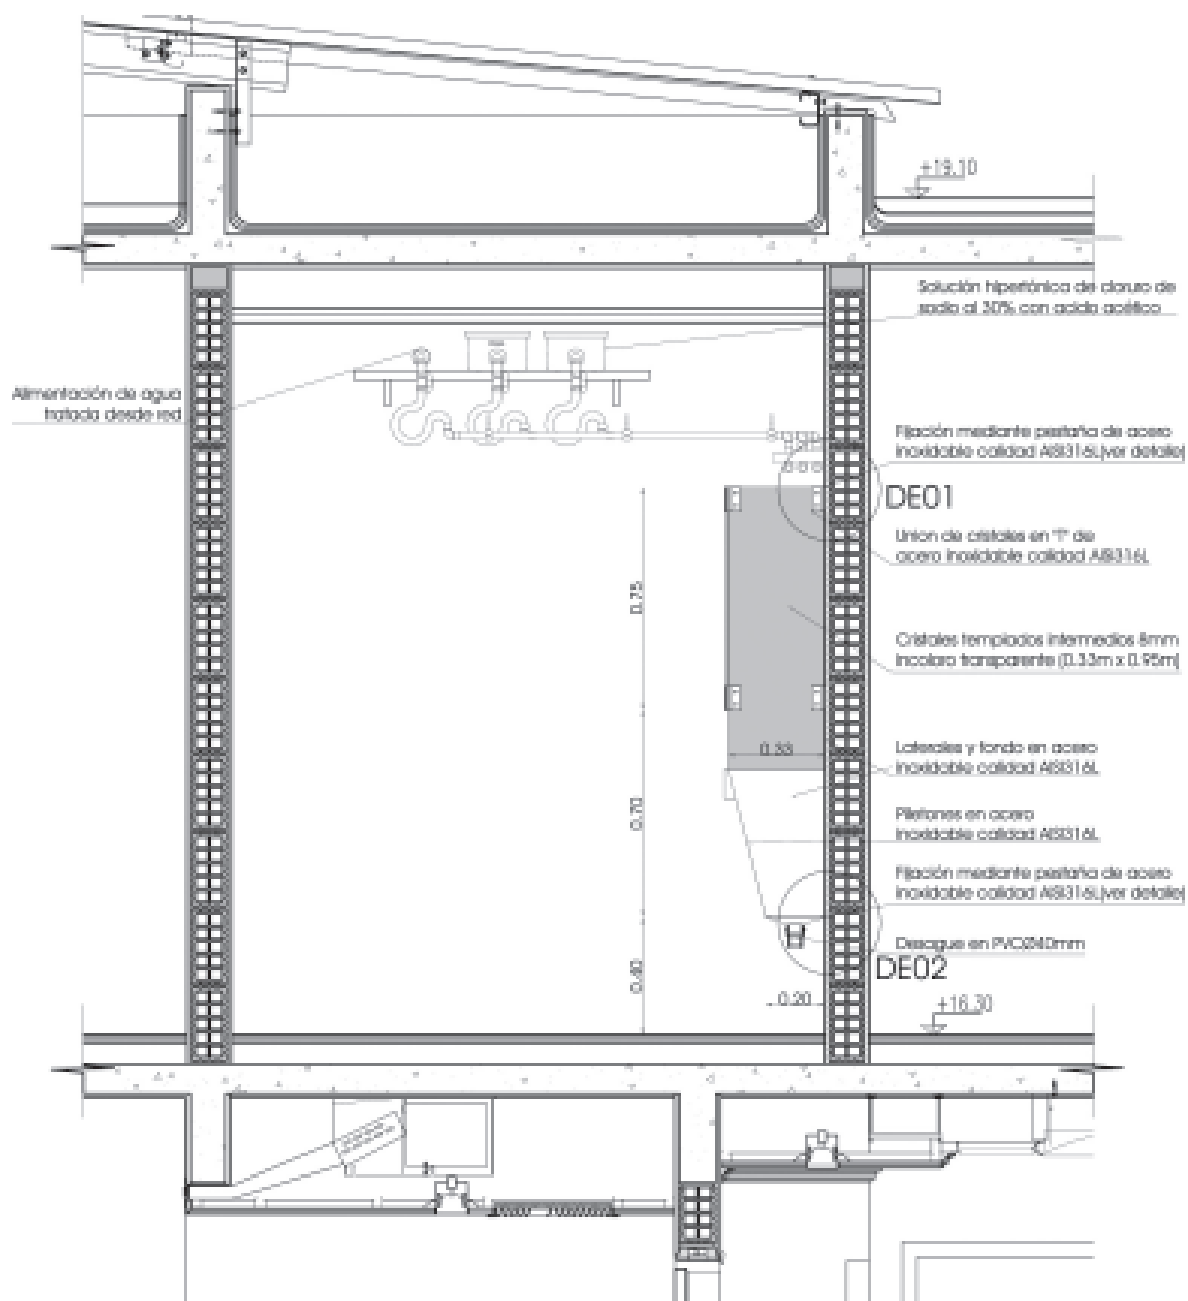 +19.10
Solución hipertónica de cloruro de
sodio al 30% con acido acético
Alimentación de agua
tratada desde red
Fijación mediante pestaña de acero
inoxidable calidad AISI316L(ver detalle)
DE01
Union de cristales en "T" de
acero inoxidable calidad AISI316L
0.75
Cristales templados intermedios 8mm
incoloro transparente (0.33m x 0.95m)
0.33
Laterales y fondo en acero
inoxidable calidad AISI316L
0.70
Piletones en acero
inoxidable calidad AISI316L
Fijación mediante pestaña de acero
inoxidable calidad AISI316L(ver detalle)
Desague en PVCØ40mm
DE02
0.40
0.20
+16.30